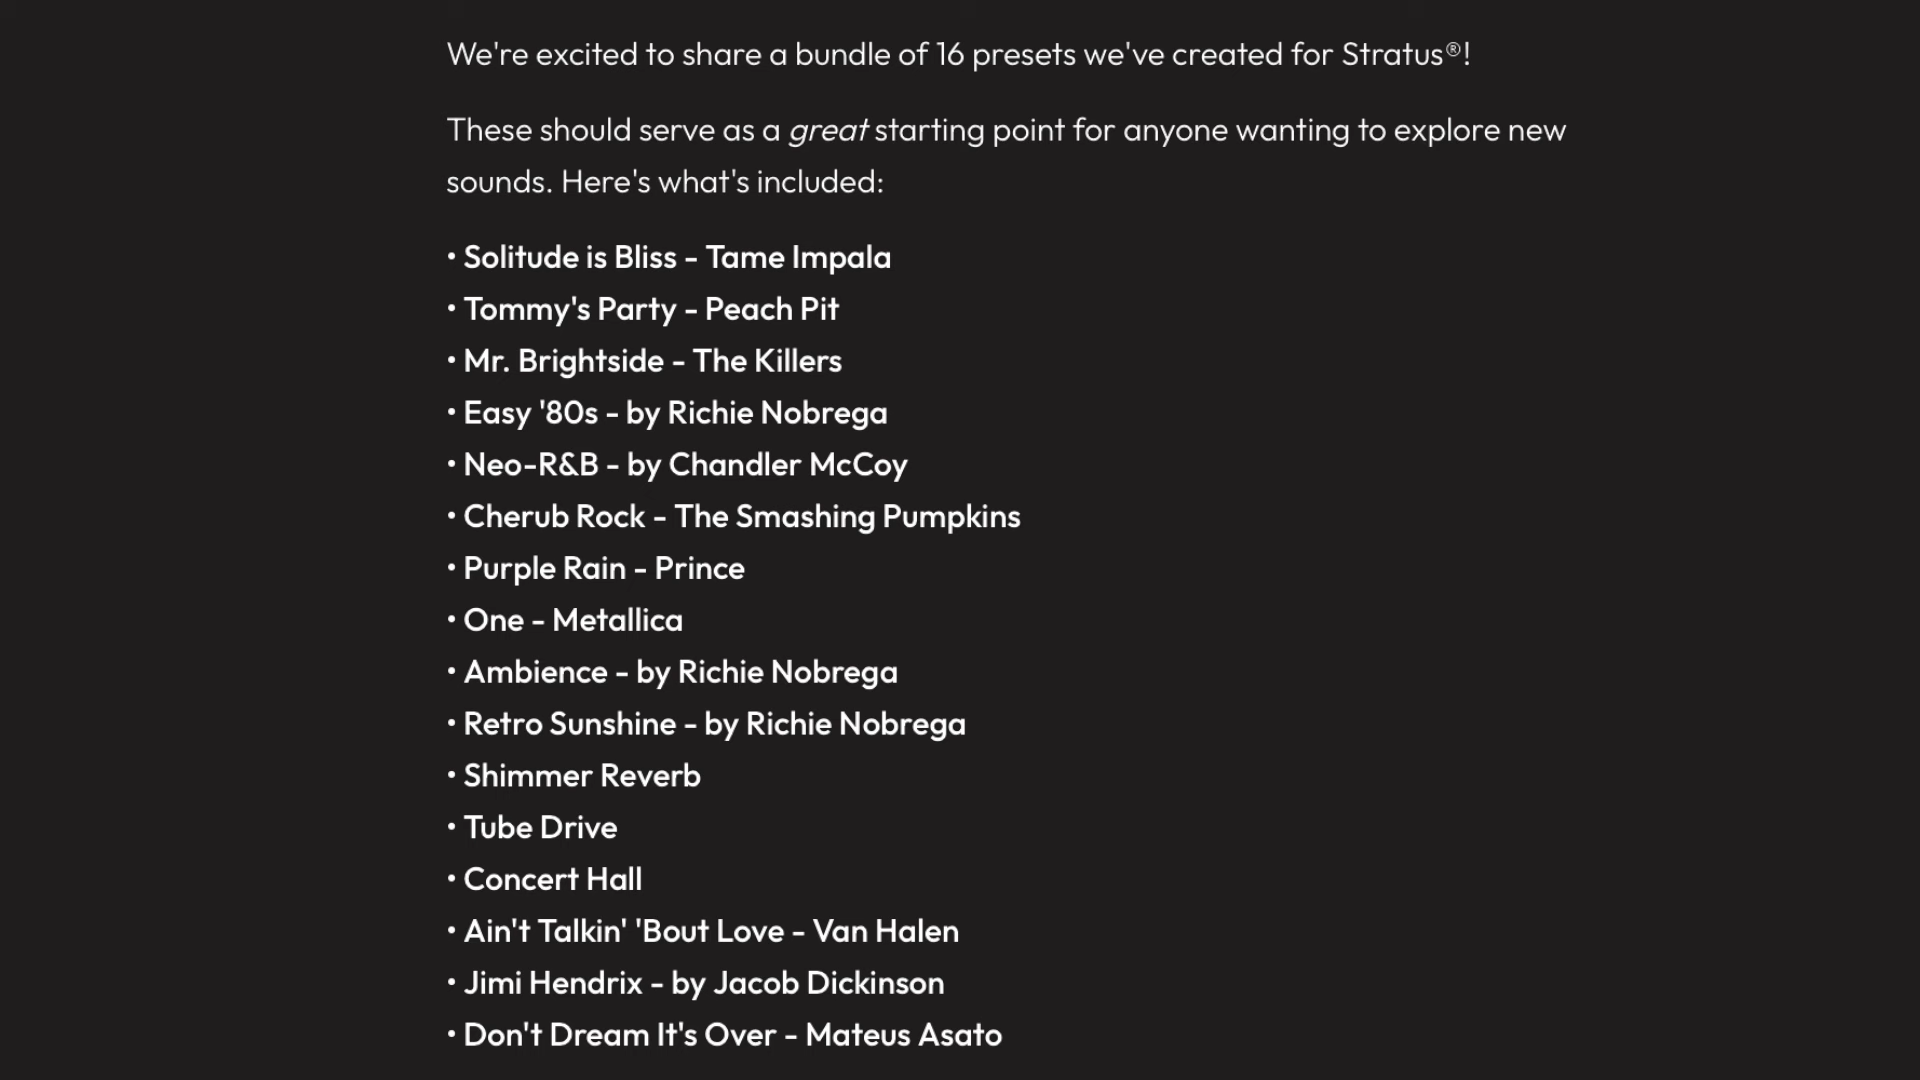 We're excited to share a bundle of 16 presets we've created for Stratus®!
These should serve as a great starting point for anyone wanting to explore new
sounds. Here's what's included:
• Solitude is Bliss - Tame Impala
• Tommy's Party - Peach Pit
• Mr. Brightside - The Killers
• Easy '80s - by Richie Nobrega
• Neo-R&B - by Chandler McCoy
• Cherub Rock - The Smashing Pumpkins
• Purple Rain - Prince
• One - Metallica
• Ambience - by Richie Nobrega
• Retro Sunshine - by Richie Nobrega
• Shimmer Reverb
• Tube Drive
• Concert Hall
• Ain't Talkin' 'Bout Love - Van Halen
• Jimi Hendrix - by Jacob Dickinson
• Don't Dream It's Over - Mateus Asato